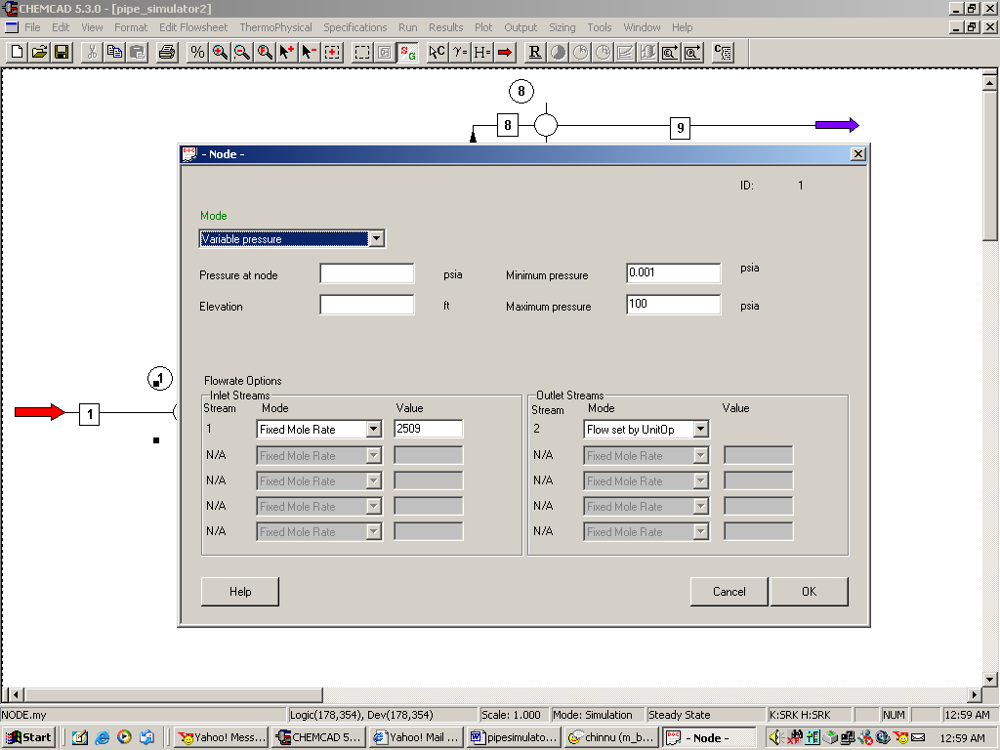 CHEMCAD 5.3.0 - [pipe_simulator2]
File Edit View Format Edit Flowsheet ThermoPhysical Specifications Run Results Plot Output Sizing Tools Window Help
% C γ= H= R C
S G
8
8 9
DOC - Node -
ID: 1
Mode
Variable pressure
Pressure at node psia Minimum pressure 0.001 psia
Elevation ft Maximum pressure 100 psia
1
1
Flowrate Options
Inlet Streams Outlet Streams
Stream Mode Value Stream Mode Value
1 Fixed Mole Rate 2509 2 Flow set by UnitOp
N/A Fixed Mole Rate N/A Fixed Mole Rate
N/A Fixed Mole Rate N/A Fixed Mole Rate
N/A Fixed Mole Rate N/A Fixed Mole Rate
N/A Fixed Mole Rate N/A Fixed Mole Rate
Help Cancel OK
NODE.my Logic(178,354), Dev(178,354) Scale: 1.000 Mode: Simulation Steady State K:SRK H:SRK NUM 12:59 AM
Start Yahoo! Mess... CHEMCAD 5.... Yahoo! Mail ... pipesimulato... chinnu (m_b... - Node - 12:59 AM